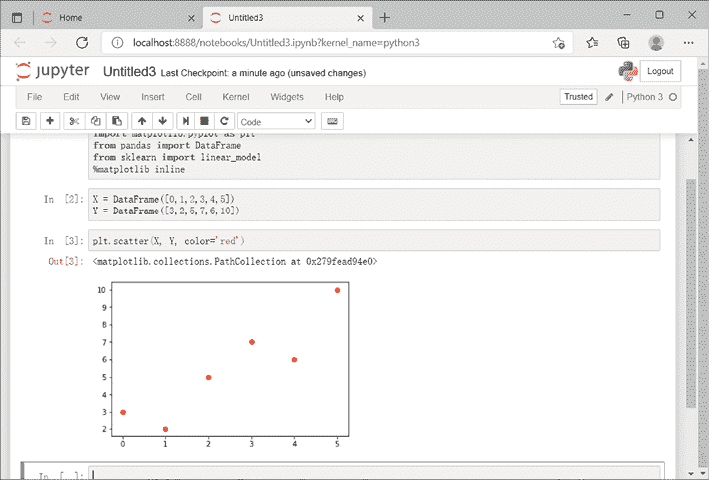 Home
Untitled3
localhost:8888/notebooks/Untitled3.ipynb?kernel_name=python3
jupyter Untitled3 Last Checkpoint: a minute ago (unsaved changes)
Logout
File Edit View Insert Cell Kernel Widgets Help
Trusted
Python 3
Code
import matplotlib.pyplot as plt
from pandas import DataFrame
from sklearn import linear_model
%matplotlib inline
In [2]: X = DataFrame([0,1,2,3,4,5])
Y = DataFrame([3,2,5,7,6,10])
In [3]: plt.scatter(X, Y, color='red')
Out[3]: <matplotlib.collections.PathCollection at 0x279fead94e0>
10
9
8
7
6
5
4
3
2
0 1 2 3 4 5
In [ ]: